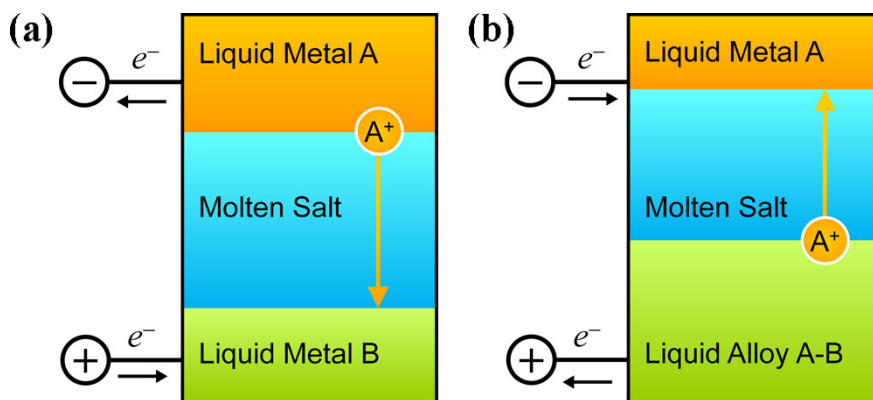 (a)
Liquid Metal A
−
e−
A+
Molten Salt
+
e−
Liquid Metal B
(b)
Liquid Metal A
−
e−
Molten Salt
A+
+
e−
Liquid Alloy A-B